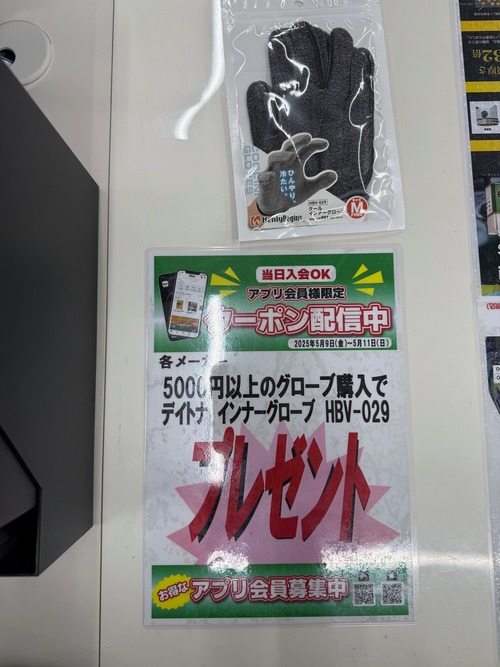 COOLING
GLOVES
ひんやり、
冷たい。
HBV-029
クール
インナーグローブ
M
HenlyBegins
当日入会OK
アプリ会員様限定
クーポン配信中
2025年5月9日(金)~5月11日(日)
各メーカー
5000円以上のグローブ購入で
デイトナ インナーグローブ HBV-029
プレゼント
お得な アプリ会員募集中